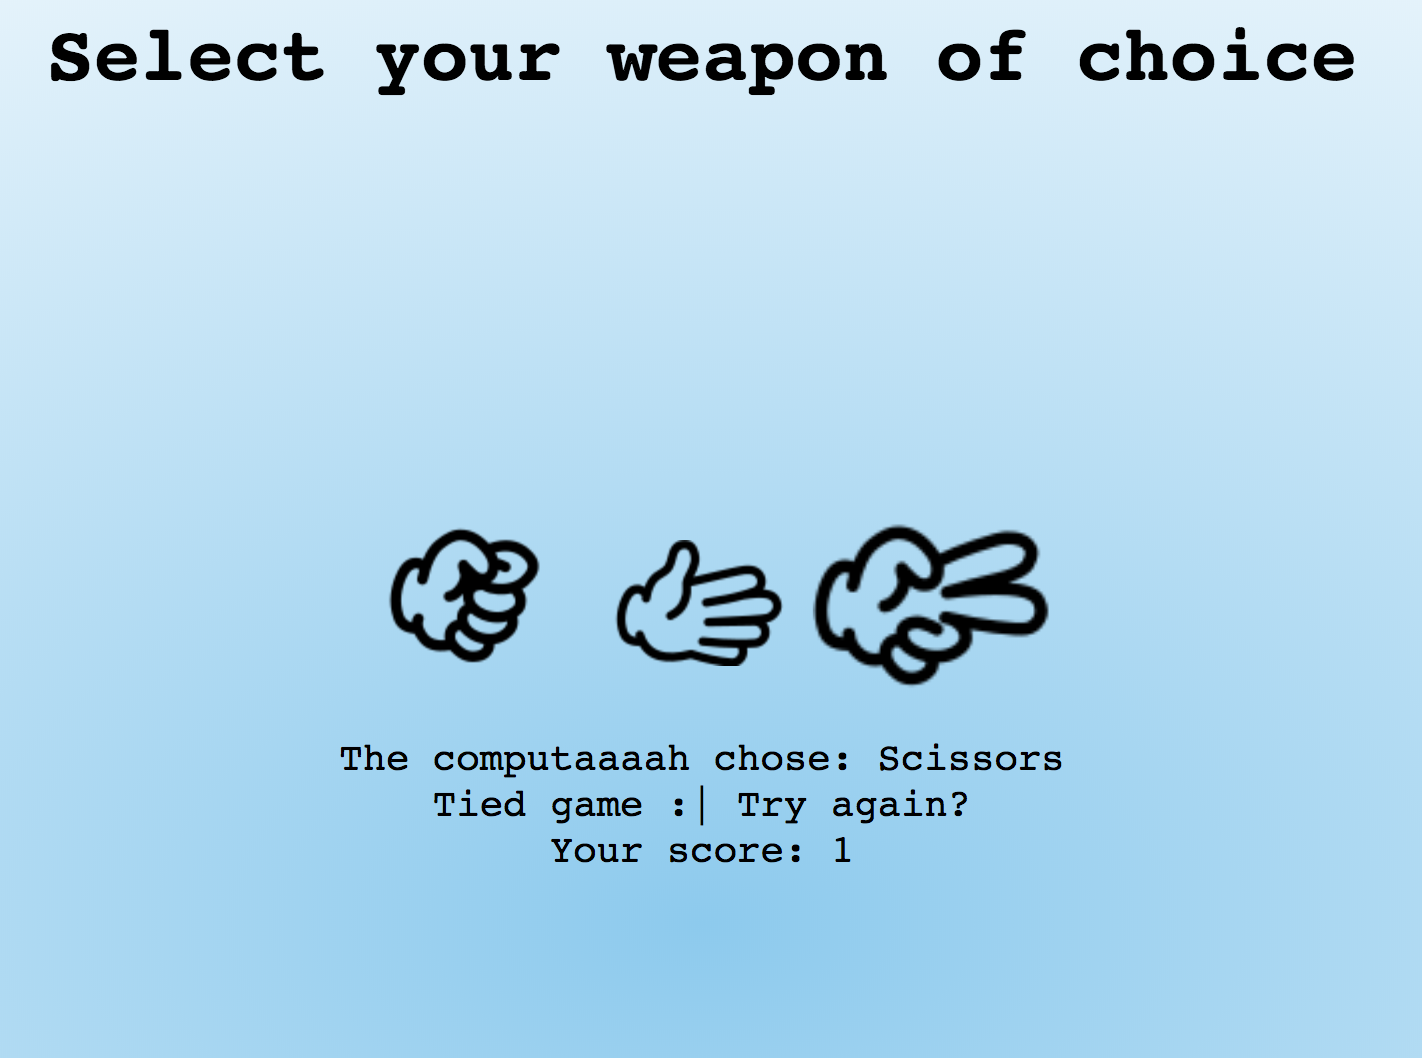 Select your weapon of choice
The computaaaah chose: Scissors
Tied game :| Try again?
Your score: 1